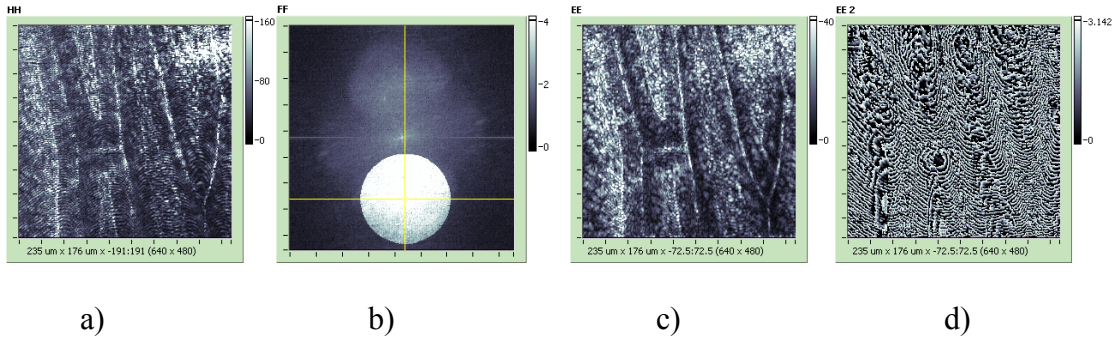 HH
160
80
0
235 um x 176 um x -191:191 (640 x 480)
a)
FF
4
2
0
b)
EE
40
0
235 um x 176 um x -72.5:72.5 (640 x 480)
c)
EE 2
3.142
235 um x 176 um x -72.5:72.5 (640 x 480)
d)